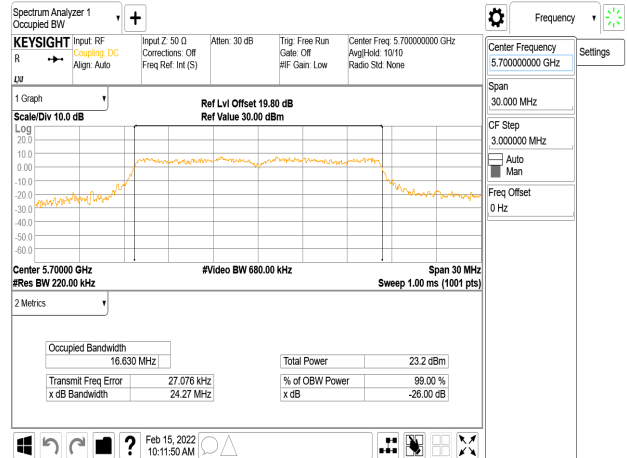 Spectrum Analyzer 1
Occupied BW
Frequency
KEYSIGHT
R
Input: RF
Coupling: DC
Align: Auto
Input Z: 50 Ω
Corrections: Off
Freq Ref: Int (S)
Atten: 30 dB
Trig: Free Run
Gate: Off
#IF Gain: Low
Center Freq: 5.700000000 GHz
Avg|Hold: 10/10
Radio Std: None
Center Frequency
5.700000000 GHz
Settings
Span
30.000 MHz
CF Step
3.000000 MHz
Auto
Man
Freq Offset
0 Hz
1 Graph
Scale/Div 10.0 dB
Ref Lvl Offset 19.80 dB
Ref Value 30.00 dBm
Log
20.0
10.0
0.00
-10.0
-20.0
-30.0
-40.0
-50.0
-60.0
Center 5.70000 GHz
#Res BW 220.00 kHz
#Video BW 680.00 kHz
Span 30 MHz
Sweep 1.00 ms (1001 pts)
2 Metrics
Occupied Bandwidth
16.630 MHz
Total Power 23.2 dBm
Transmit Freq Error 27.076 kHz
% of OBW Power 99.00 %
x dB Bandwidth 24.27 MHz
x dB -26.00 dB
?
Feb 15, 2022
10:11:50 AM